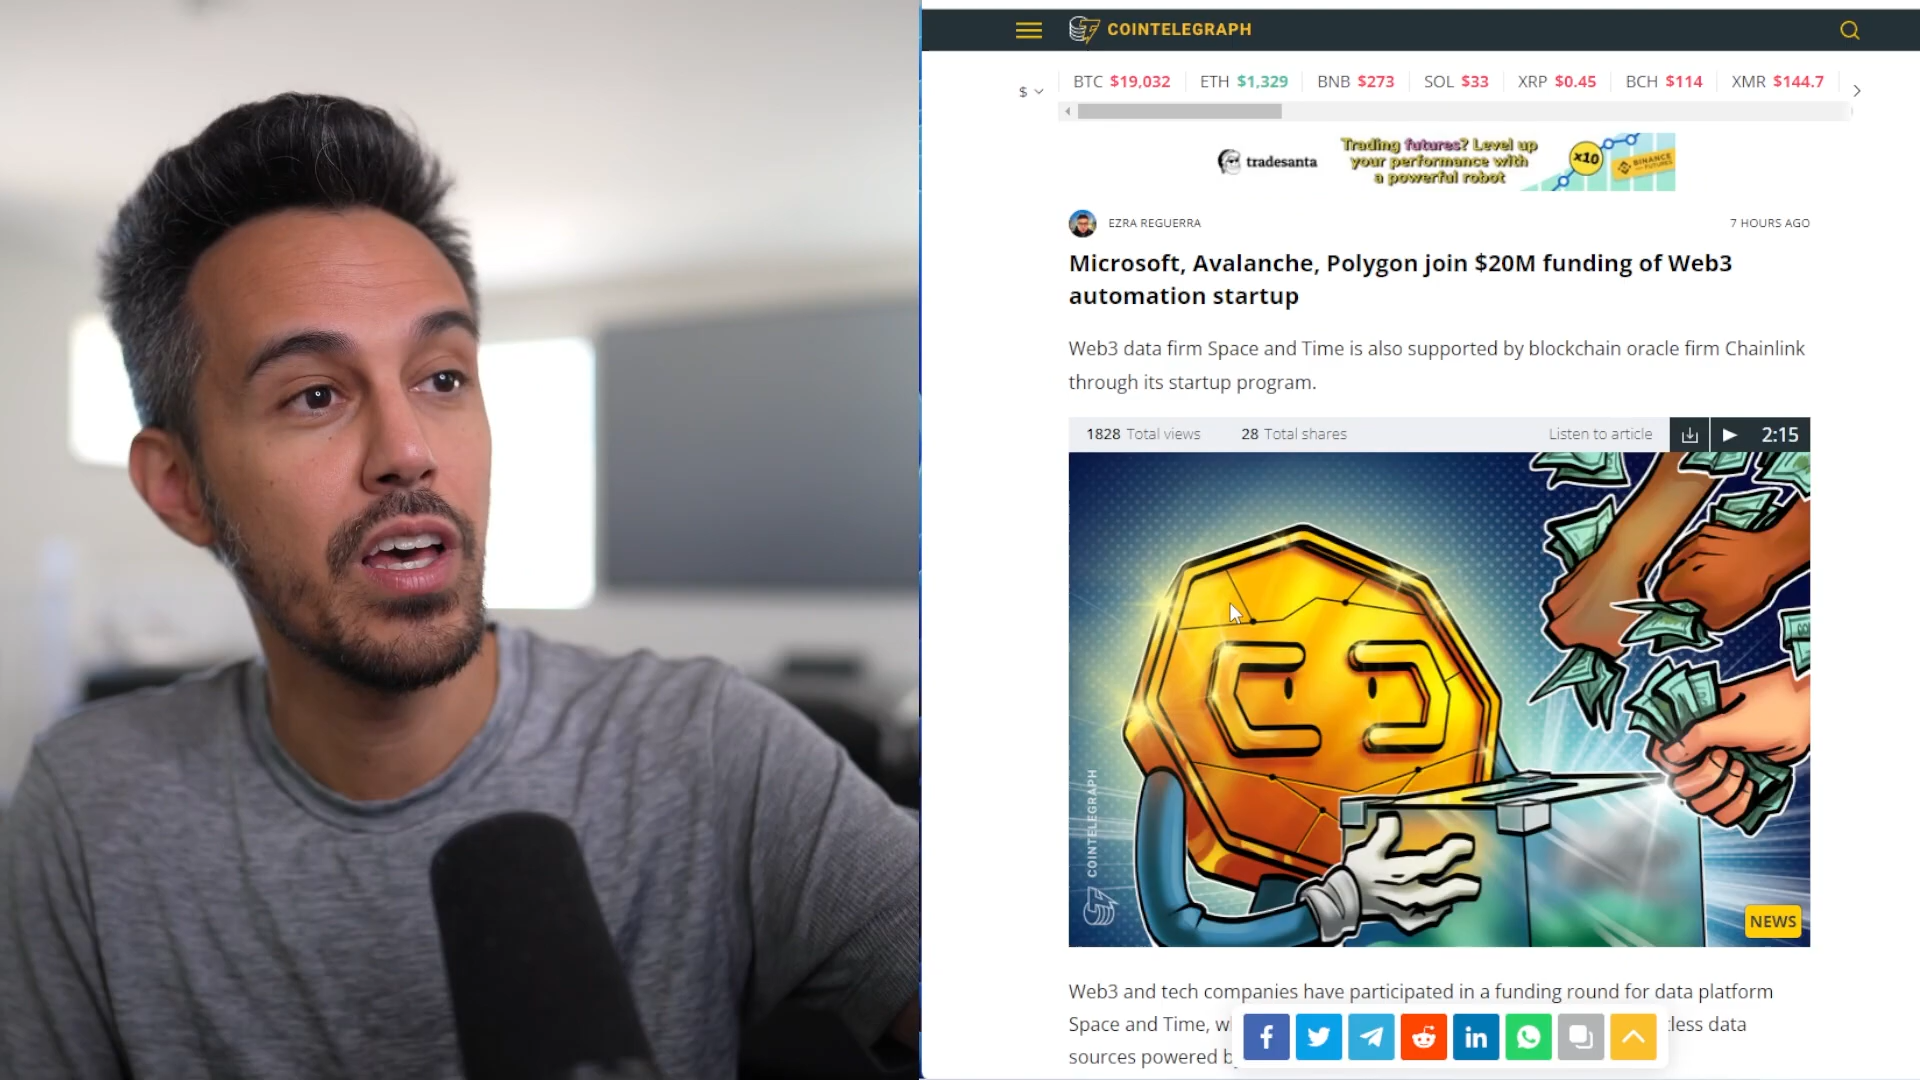 COINTELEGRAPH
$
BTC $19,032 ETH $1,329 BNB $273 SOL $33 XRP $0.45 BCH $114 XMR $144.7
tradesanta
Trading futures? Level up
your performance with
a powerful robot
x10
BINANCE
FUTURES
EZRA REGUERRA
7 HOURS AGO
Microsoft, Avalanche, Polygon join $20M funding of Web3
automation startup
Web3 data firm Space and Time is also supported by blockchain oracle firm Chainlink
through its startup program.
1828 Total views 28 Total shares Listen to article 2:15
COINTELEGRAPH
NEWS
Web3 and tech companies have participated in a funding round for data platform
Space and Time, data
sources powered